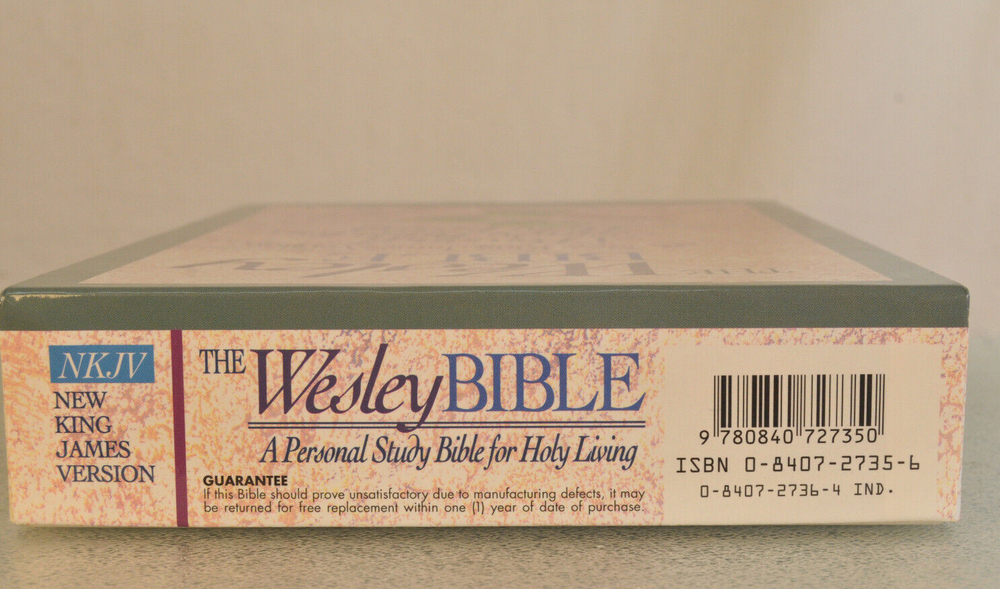 NKJV
NEW
KING
JAMES
VERSION
THE Wesley BIBLE
A Personal Study Bible for Holy Living
GUARANTEE
If this Bible should prove unsatisfactory due to manufacturing defects, it may
be returned for free replacement within one (1) year of date of purchase.
9 780840 727350
ISBN 0-8407-2735-6
0-8407-2736-4 IND.